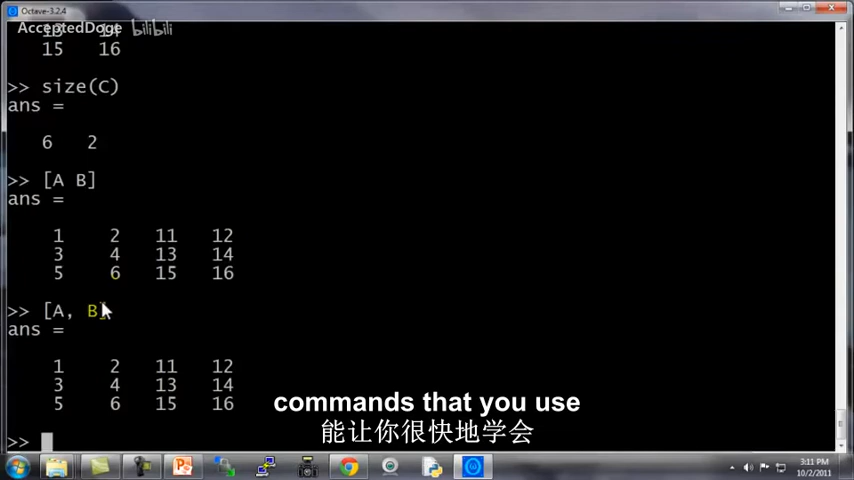 Octave-3.2.4
AcceptedDoge bilibili
15 16
>> size(C)
ans =
6 2
>> [A B]
ans =
1 2 11 12
3 4 13 14
5 6 15 16
>> [A, B]
ans =
1 2 11 12
3 4 13 14
5 6 15 16
commands that you use
能让你很快地学会
>>
3:11 PM
10/2/2011